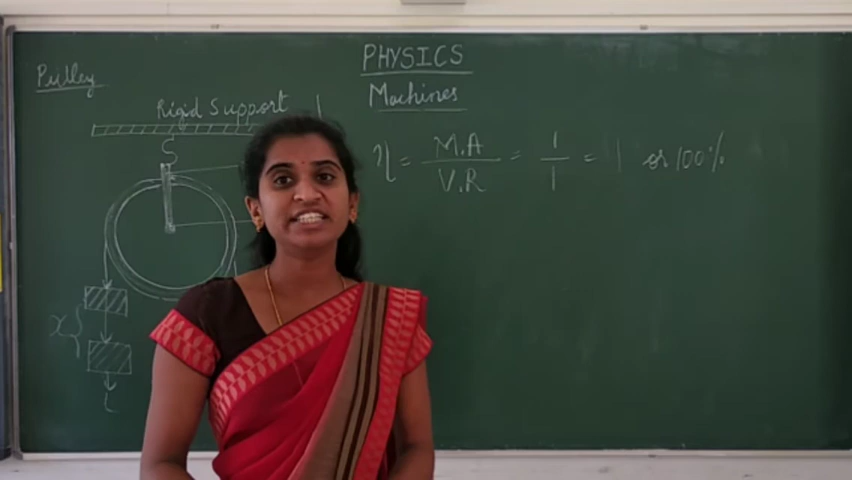 PHYSICS
Machines
Pulley
Rigid Support
η = M.A / V.R = 1 / 1 = 1 or 100%
x
L